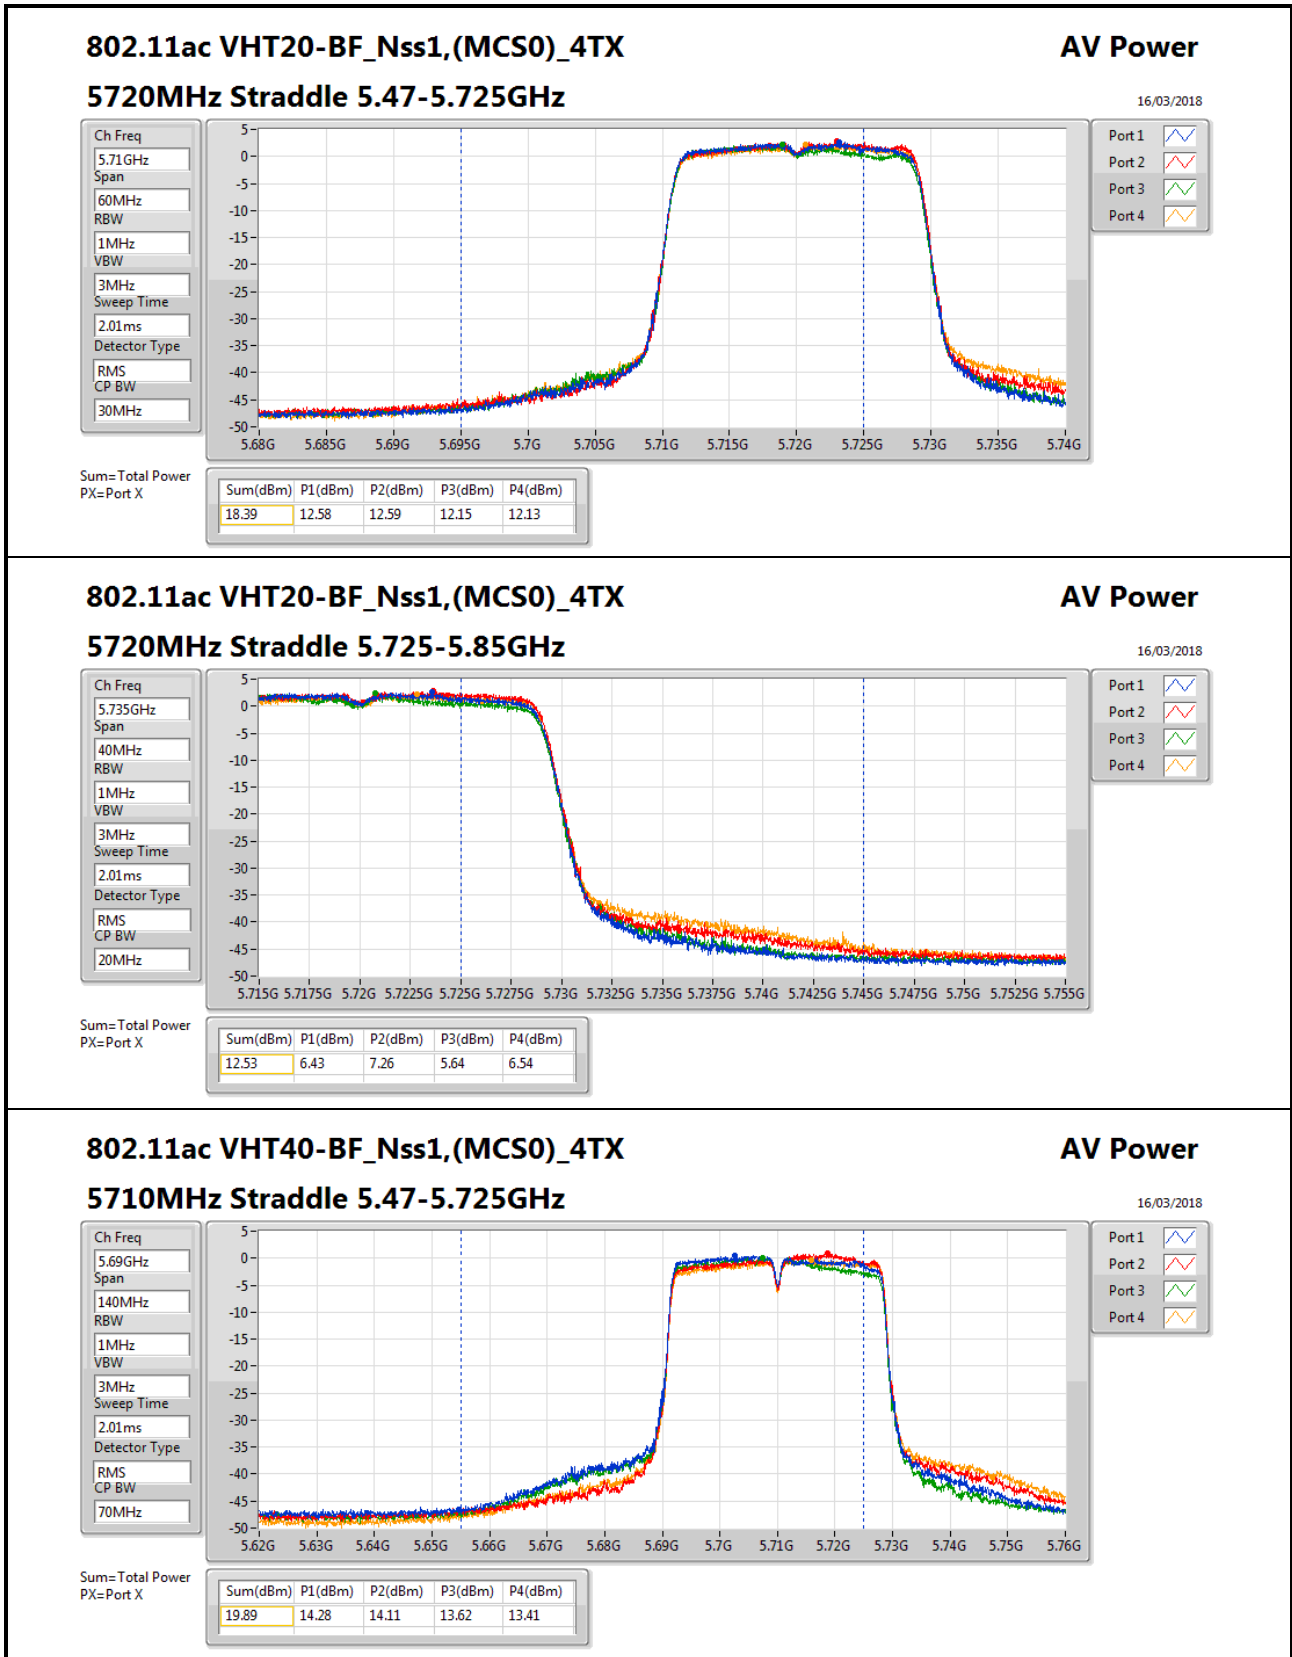 802.11ac VHT20-BF_Nss1,(MCS0)_4TX AV Power
5720MHz Straddle 5.47-5.725GHz 16/03/2018
Ch Freq
5.71GHz
Span
60MHz
RBW
1MHz
VBW
3MHz
Sweep Time
2.01ms
Detector Type
RMS
CP BW
30MHz
5
0
-5
-10
-15
-20
-25
-30
-35
-40
-45
-50
5.68G 5.685G 5.69G 5.695G 5.7G 5.705G 5.71G 5.715G 5.72G 5.725G 5.73G 5.735G 5.74G
Port 1
Port 2
Port 3
Port 4
Sum=Total Power
PX=Port X
Sum(dBm) P1(dBm) P2(dBm) P3(dBm) P4(dBm)
18.39 12.58 12.59 12.15 12.13
802.11ac VHT20-BF_Nss1,(MCS0)_4TX AV Power
5720MHz Straddle 5.725-5.85GHz 16/03/2018
Ch Freq
5.735GHz
Span
40MHz
RBW
1MHz
VBW
3MHz
Sweep Time
2.01ms
Detector Type
RMS
CP BW
20MHz
5
0
-5
-10
-15
-20
-25
-30
-35
-40
-45
-50
5.715G 5.7175G 5.72G 5.7225G 5.725G 5.7275G 5.73G 5.7325G 5.735G 5.7375G 5.74G 5.7425G 5.745G 5.7475G 5.75G 5.7525G 5.755G
Port 1
Port 2
Port 3
Port 4
Sum=Total Power
PX=Port X
Sum(dBm) P1(dBm) P2(dBm) P3(dBm) P4(dBm)
12.53 6.43 7.26 5.64 6.54
802.11ac VHT40-BF_Nss1,(MCS0)_4TX AV Power
5710MHz Straddle 5.47-5.725GHz 16/03/2018
Ch Freq
5.69GHz
Span
140MHz
RBW
1MHz
VBW
3MHz
Sweep Time
2.01ms
Detector Type
RMS
CP BW
70MHz
5
0
-5
-10
-15
-20
-25
-30
-35
-40
-45
-50
5.62G 5.63G 5.64G 5.65G 5.66G 5.67G 5.68G 5.69G 5.7G 5.71G 5.72G 5.73G 5.74G 5.75G 5.76G
Port 1
Port 2
Port 3
Port 4
Sum=Total Power
PX=Port X
Sum(dBm) P1(dBm) P2(dBm) P3(dBm) P4(dBm)
19.89 14.28 14.11 13.62 13.41